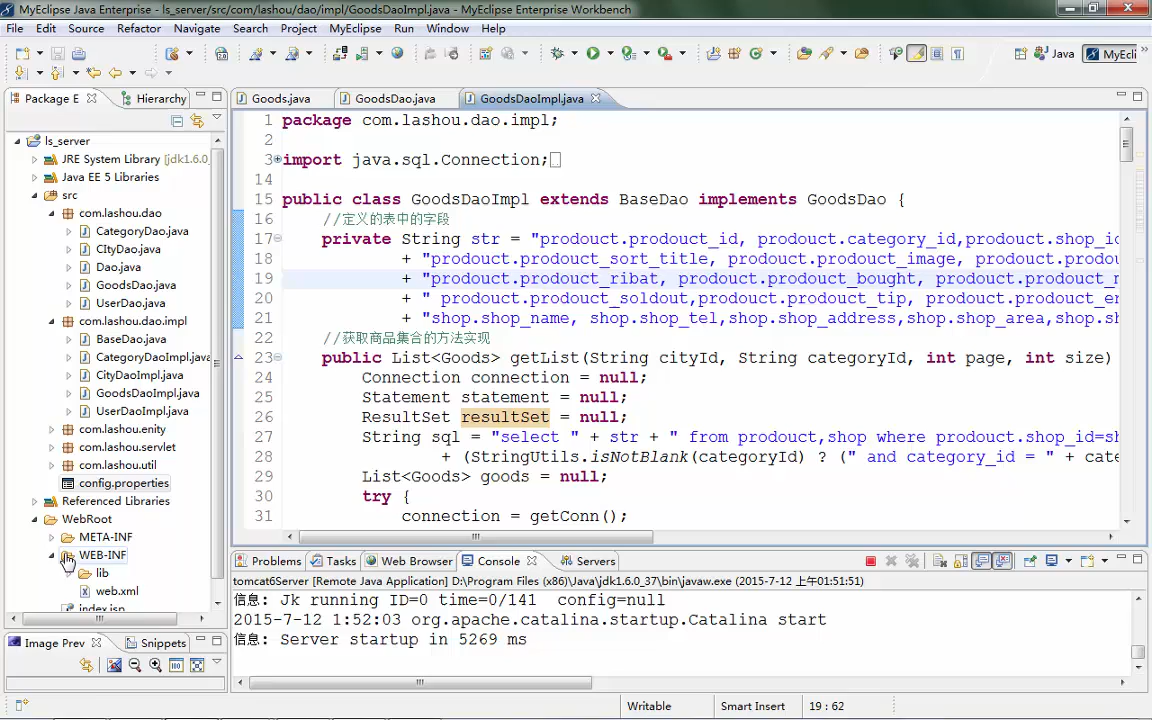 MyEclipse Java Enterprise - ls_server/src/com/lashou/dao/impl/GoodsDaoImpl.java - MyEclipse Enterprise Workbench
File Edit Source Refactor Navigate Search Project MyEclipse Run Window Help
Java MyEcli
Package E Hierarchy
Goods.java GoodsDao.java GoodsDaoImpl.java
ls_server
JRE System Library [jdk1.6.0_
Java EE 5 Libraries
src
com.lashou.dao
CategoryDao.java
CItyDao.java
Dao.java
GoodsDao.java
UserDao.java
com.lashou.dao.impl
BaseDao.java
CategoryDaoImpl.java
CityDaoImpl.java
GoodsDaoImpl.java
UserDaoImpl.java
com.lashou.enity
com.lashou.servlet
com.lashou.util
config.properties
Referenced Libraries
WebRoot
META-INF
WEB-INF
lib
web.xml
index.jsp
Image Prev Snippets
1 package com.lashou.dao.impl;
2
3 import java.sql.Connection;
14
15 public class GoodsDaoImpl extends BaseDao implements GoodsDao {
16 //定义的表中的字段
17 private String str = "prodouct.prodouct_id, prodouct.category_id,prodouct.shop_id
18 + "prodouct.prodouct_sort_title, prodouct.prodouct_image, prodouct.prodou
19 + "prodouct.prodouct_ribat, prodouct.prodouct_bought, prodouct.prodouct_
20 + " prodouct.prodouct_soldout,prodouct.prodouct_tip, prodouct.prodouct_en
21 + "shop.shop_name, shop.shop_tel,shop.shop_address,shop.shop_area,shop.sh
22 //获取商品集合的方法实现
23 public List<Goods> getList(String cityId, String categoryId, int page, int size)
24 Connection connection = null;
25 Statement statement = null;
26 ResultSet resultSet = null;
27 String sql = "select " + str + " from prodouct,shop where prodouct.shop_id=sh
28 + (StringUtils.isNotBlank(categoryId) ? (" and category_id = " + cate
29 List<Goods> goods = null;
30 try {
31 connection = getConn();
Problems Tasks Web Browser Console Servers
tomcat6Server [Remote Java Application] D:\Program Files (x86)\Java\jdk1.6.0_37\bin\javaw.exe (2015-7-12 上午01:51:51)
信息: Jk running ID=0 time=0/141 config=null
2015-7-12 1:52:03 org.apache.catalina.startup.Catalina start
信息: Server startup in 5269 ms
Writable Smart Insert 19 : 62